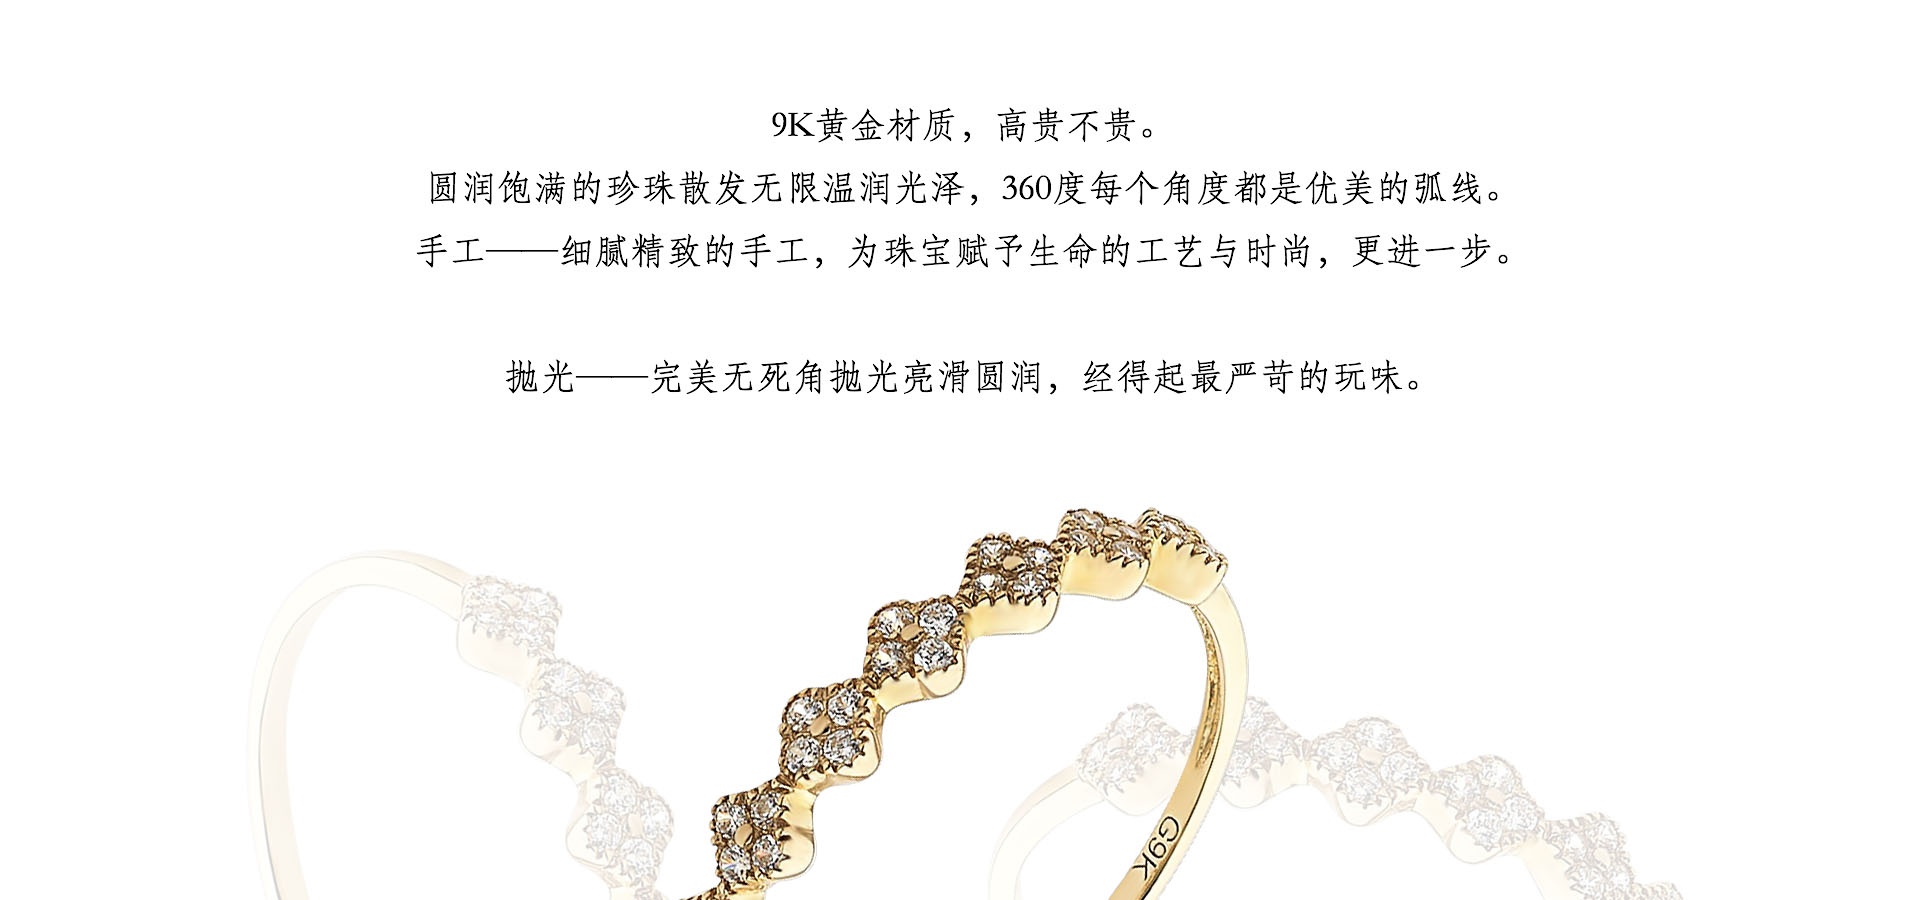 9K黄金材质，高贵不贵。
圆润饱满的珍珠散发无限温润光泽，360度每个角度都是优美的弧线。
手工——细腻精致的手工，为珠宝赋予生命的工艺与时尚，更进一步。
抛光——完美无死角抛光亮滑圆润，经得起最严苛的玩味。
G9K